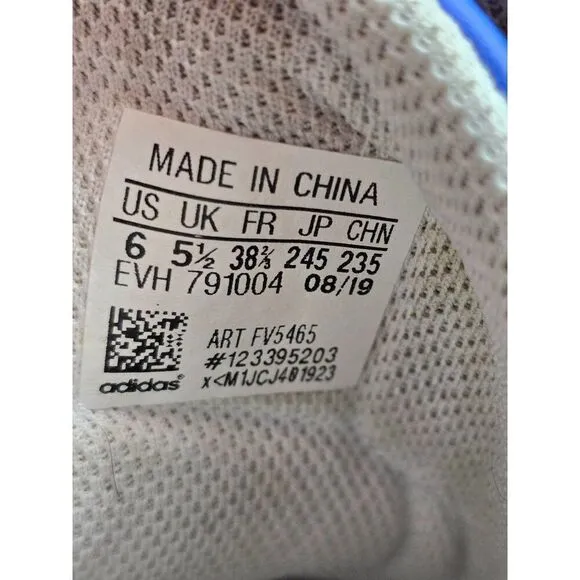 MADE IN CHINA
US UK FR JP CHN
6 5½ 38⅔ 245 235
EVH 791004 08/19
ART FV5465
#123395203
adidas® x<M1JCJ481923